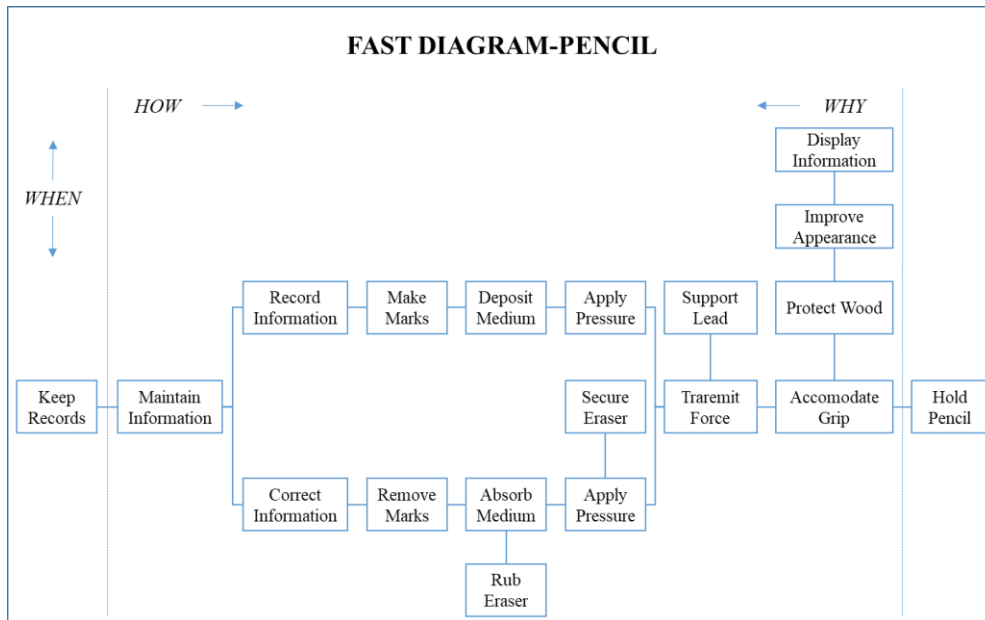 FAST DIAGRAM-PENCIL
HOW
WHY
WHEN
Display
Information
Improve
Appearance
Record
Information
Make
Marks
Deposit
Medium
Apply
Pressure
Support
Lead
Protect Wood
Keep
Records
Maintain
Information
Secure
Eraser
Traremit
Force
Accomodate
Grip
Hold
Pencil
Correct
Information
Remove
Marks
Absorb
Medium
Apply
Pressure
Rub
Eraser